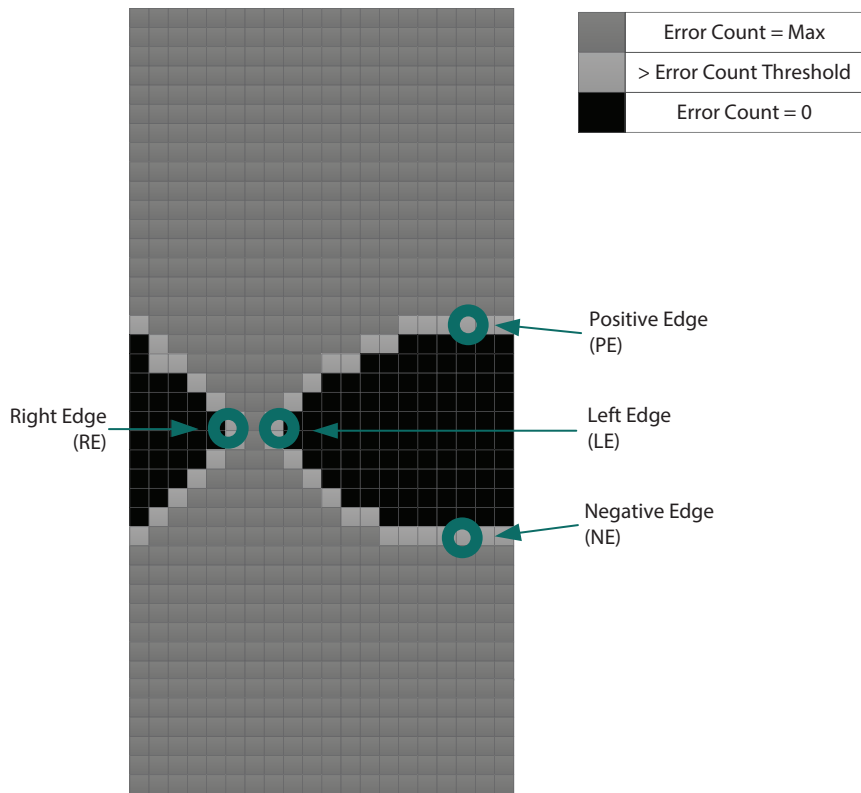 Error Count = Max
> Error Count Threshold
Error Count = 0
Positive Edge
(PE)
Right Edge
(RE)
Left Edge
(LE)
Negative Edge
(NE)